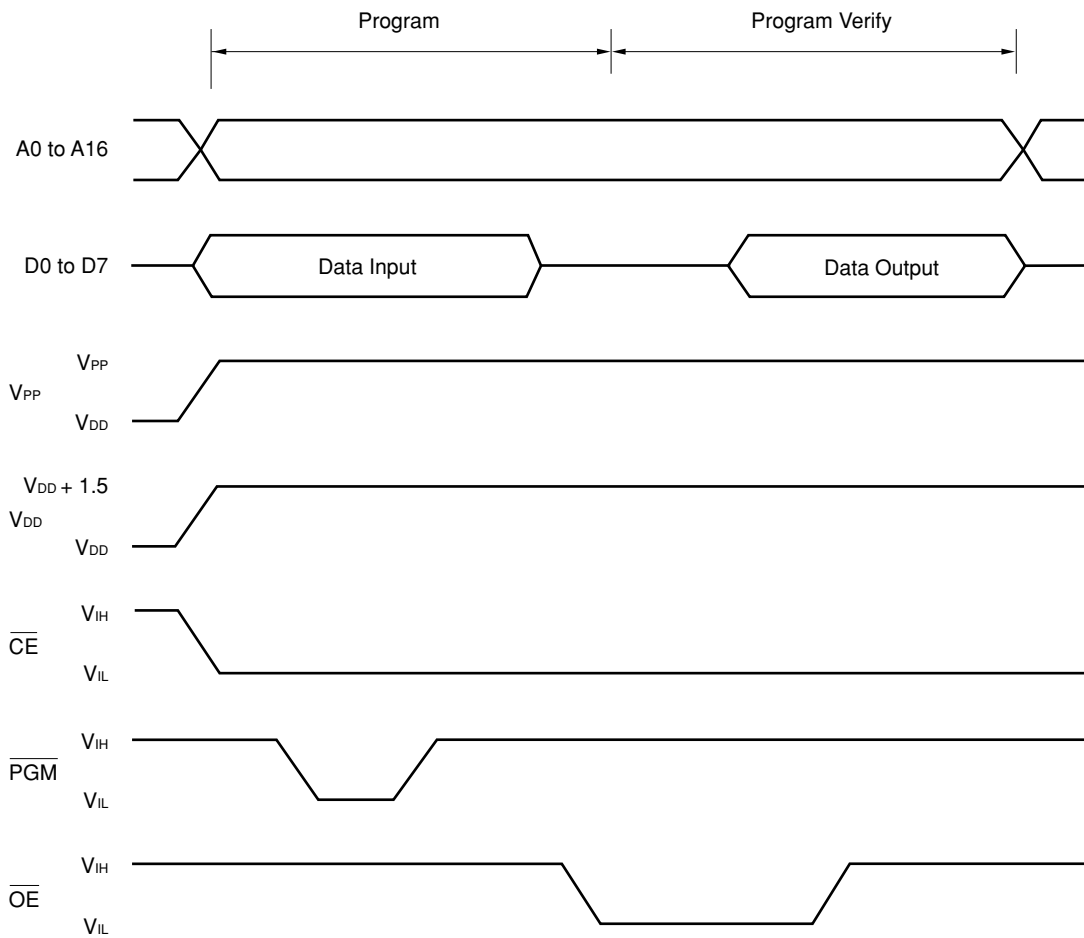 Program
Program Verify
A0 to A16
D0 to D7
Data Input
Data Output
VPP
VPP
VDD
VDD + 1.5
VDD
VDD
VIH
CE
VIL
VIH
PGM
VIL
VIH
OE
VIL